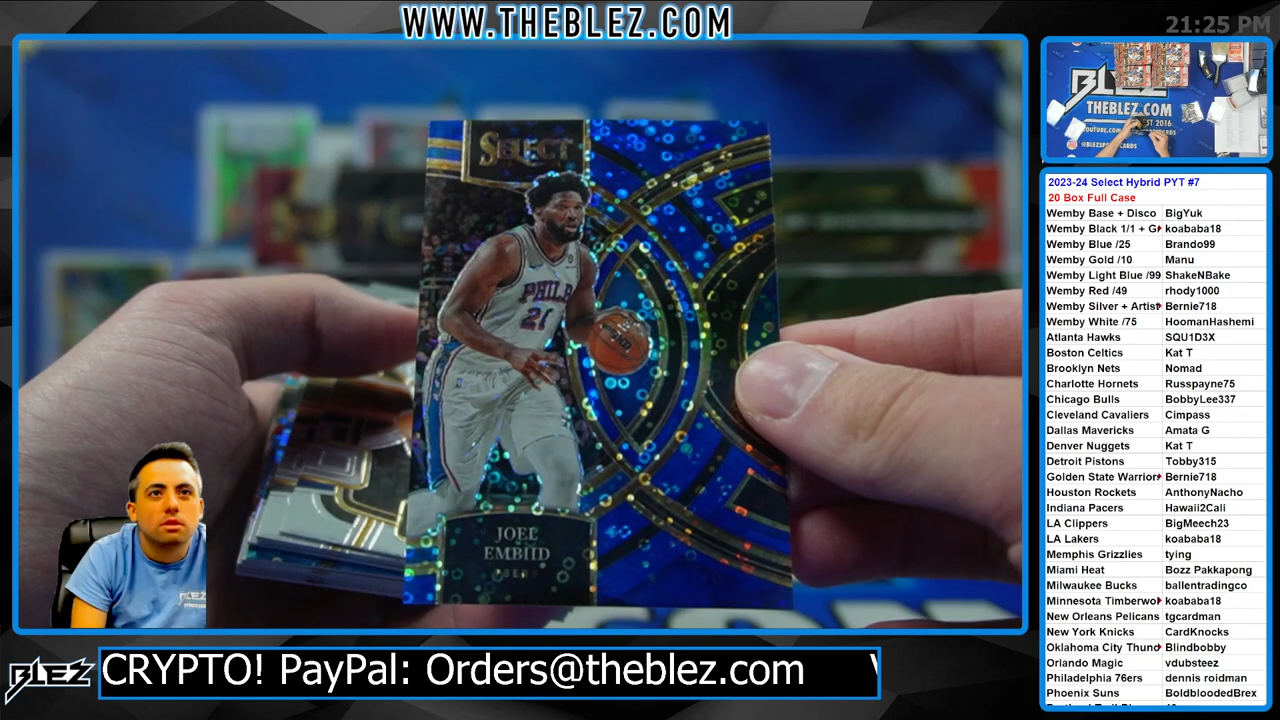 WWW.THEBLEZ.COM
21:25 PM
SELECT
PHILA
21
JOEL
EMBIID
76ERS
BLEZ
THEBLEZ.COM
2023-24 Select Hybrid PYT #7
20 Box Full Case
Wemby Base + Disco BigYuk
Wemby Black 1/1 + G koababa18
Wemby Blue /25 Brando99
Wemby Gold /10 Manu
Wemby Light Blue /99 ShakeNBake
Wemby Red /49 rhody1000
Wemby Silver + Artist Bernie718
Wemby White /75 HoomanHashemi
Atlanta Hawks SQU1D3X
Boston Celtics Kat T
Brooklyn Nets Nomad
Charlotte Hornets Russpayne75
Chicago Bulls BobbyLee337
Cleveland Cavaliers Cimpass
Dallas Mavericks Amata G
Denver Nuggets Kat T
Detroit Pistons Tobby315
Golden State Warrior Bernie718
Houston Rockets AnthonyNacho
Indiana Pacers Hawaii2Cali
LA Clippers BigMeech23
LA Lakers koababa18
Memphis Grizzlies tying
Miami Heat Bozz Pakkapong
Milwaukee Bucks ballentradingco
Minnesota Timberwo koababa18
New Orleans Pelicans tgcardman
New York Knicks CardKnocks
Oklahoma City Thund Blindbobby
Orlando Magic vdubsteez
Philadelphia 76ers dennis roidman
Phoenix Suns BoldbloodedBrex
BLEZ
BLEZ
CRYPTO! PayPal: Orders@theblez.com